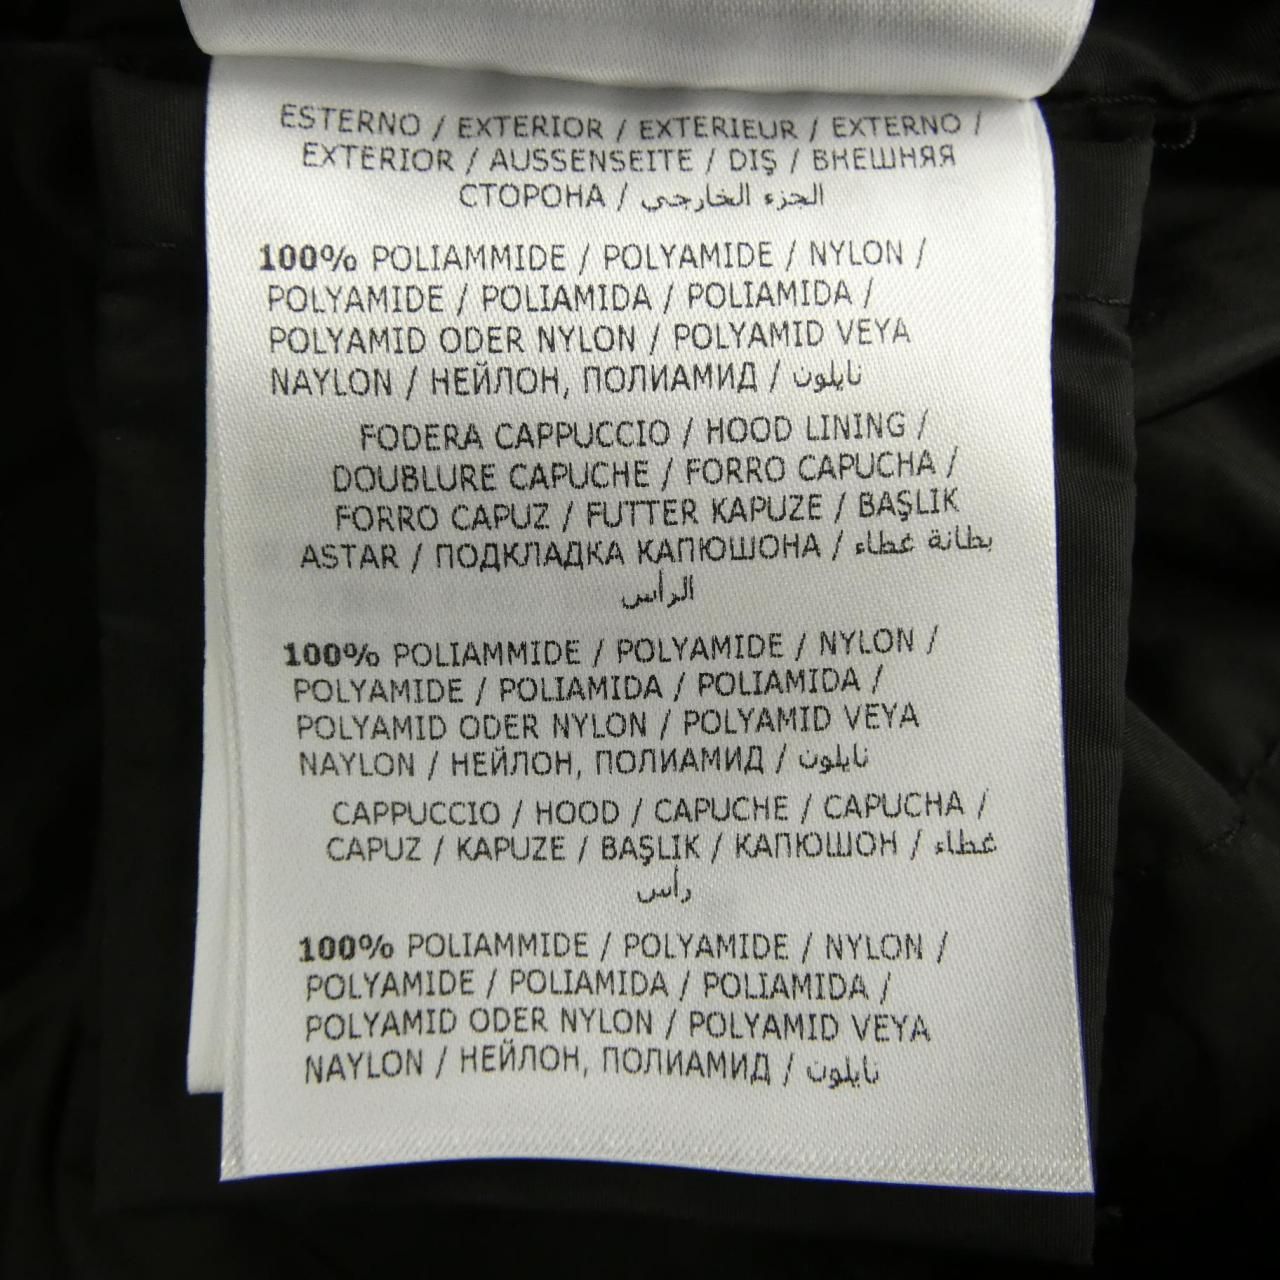 ESTERNO / EXTERIOR / EXTERIEUR / EXTERNO /
EXTERIOR / AUSSENSEITE / DIŞ / ВНЕШНЯЯ
СТОРОНА / الجزء الخارجي
100% POLIAMMIDE / POLYAMIDE / NYLON /
POLYAMIDE / POLIAMIDA / POLIAMIDA /
POLYAMID ODER NYLON / POLYAMID VEYA
NAYLON / НЕЙЛОН, ПОЛИАМИД / نايلون
FODERA CAPPUCCIO / HOOD LINING /
DOUBLURE CAPUCHE / FORRO CAPUCHA /
FORRO CAPUZ / FUTTER KAPUZE / BAŞLIK
ASTAR / ПОДКЛАДКА КАПЮШОНА / بطانة غطاء
الرأس
100% POLIAMMIDE / POLYAMIDE / NYLON /
POLYAMIDE / POLIAMIDA / POLIAMIDA /
POLYAMID ODER NYLON / POLYAMID VEYA
NAYLON / НЕЙЛОН, ПОЛИАМИД / نايلون
CAPPUCCIO / HOOD / CAPUCHE / CAPUCHA /
CAPUZ / KAPUZE / BAŞLIK / КАПЮШОН / غطاء
رأس
100% POLIAMMIDE / POLYAMIDE / NYLON /
POLYAMIDE / POLIAMIDA / POLIAMIDA /
POLYAMID ODER NYLON / POLYAMID VEYA
NAYLON / НЕЙЛОН, ПОЛИАМИД / نايلون